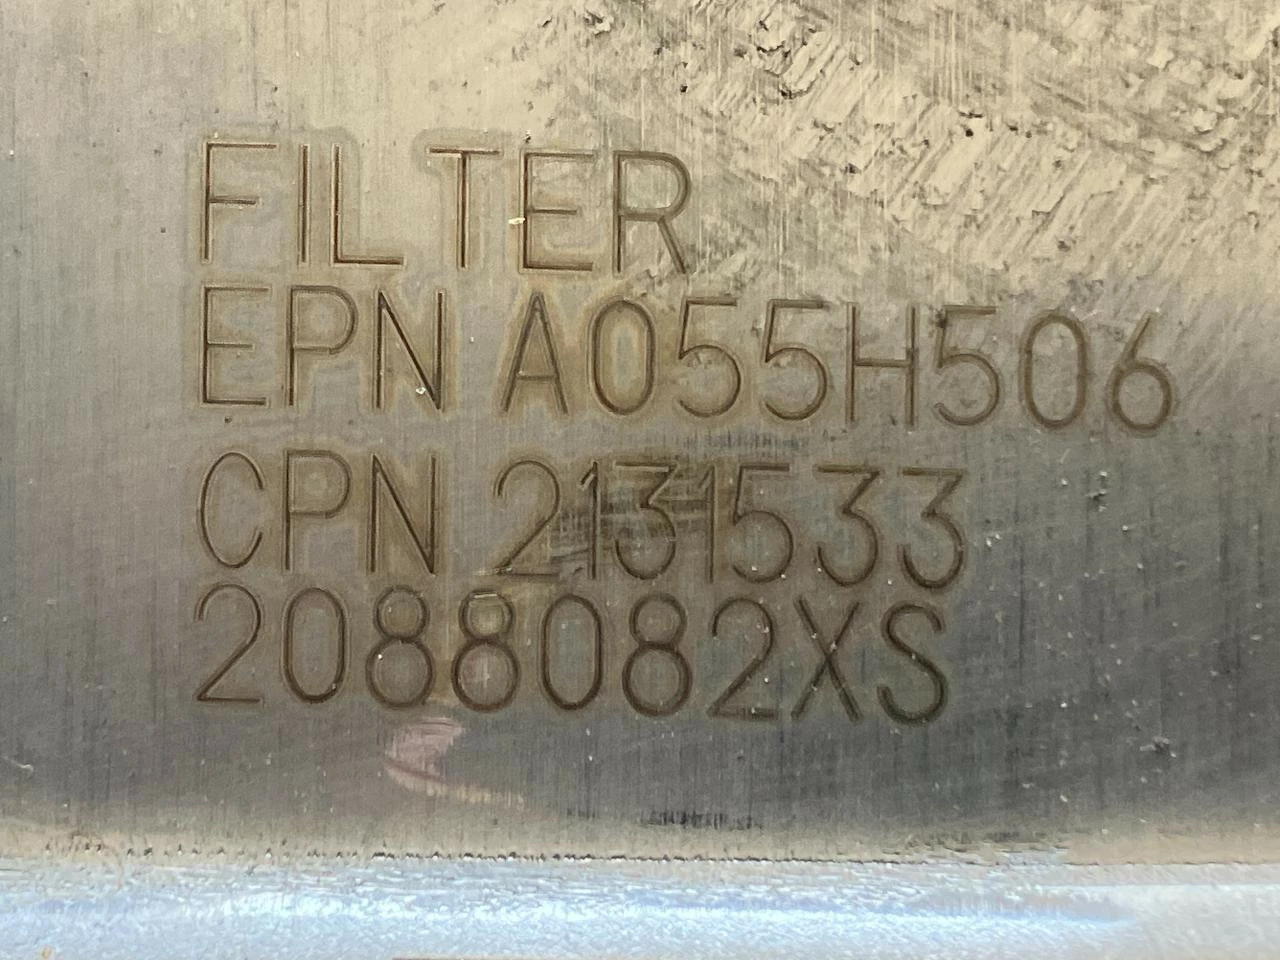 FILTER
EPN A055H506
CPN 2131533
2088082XS